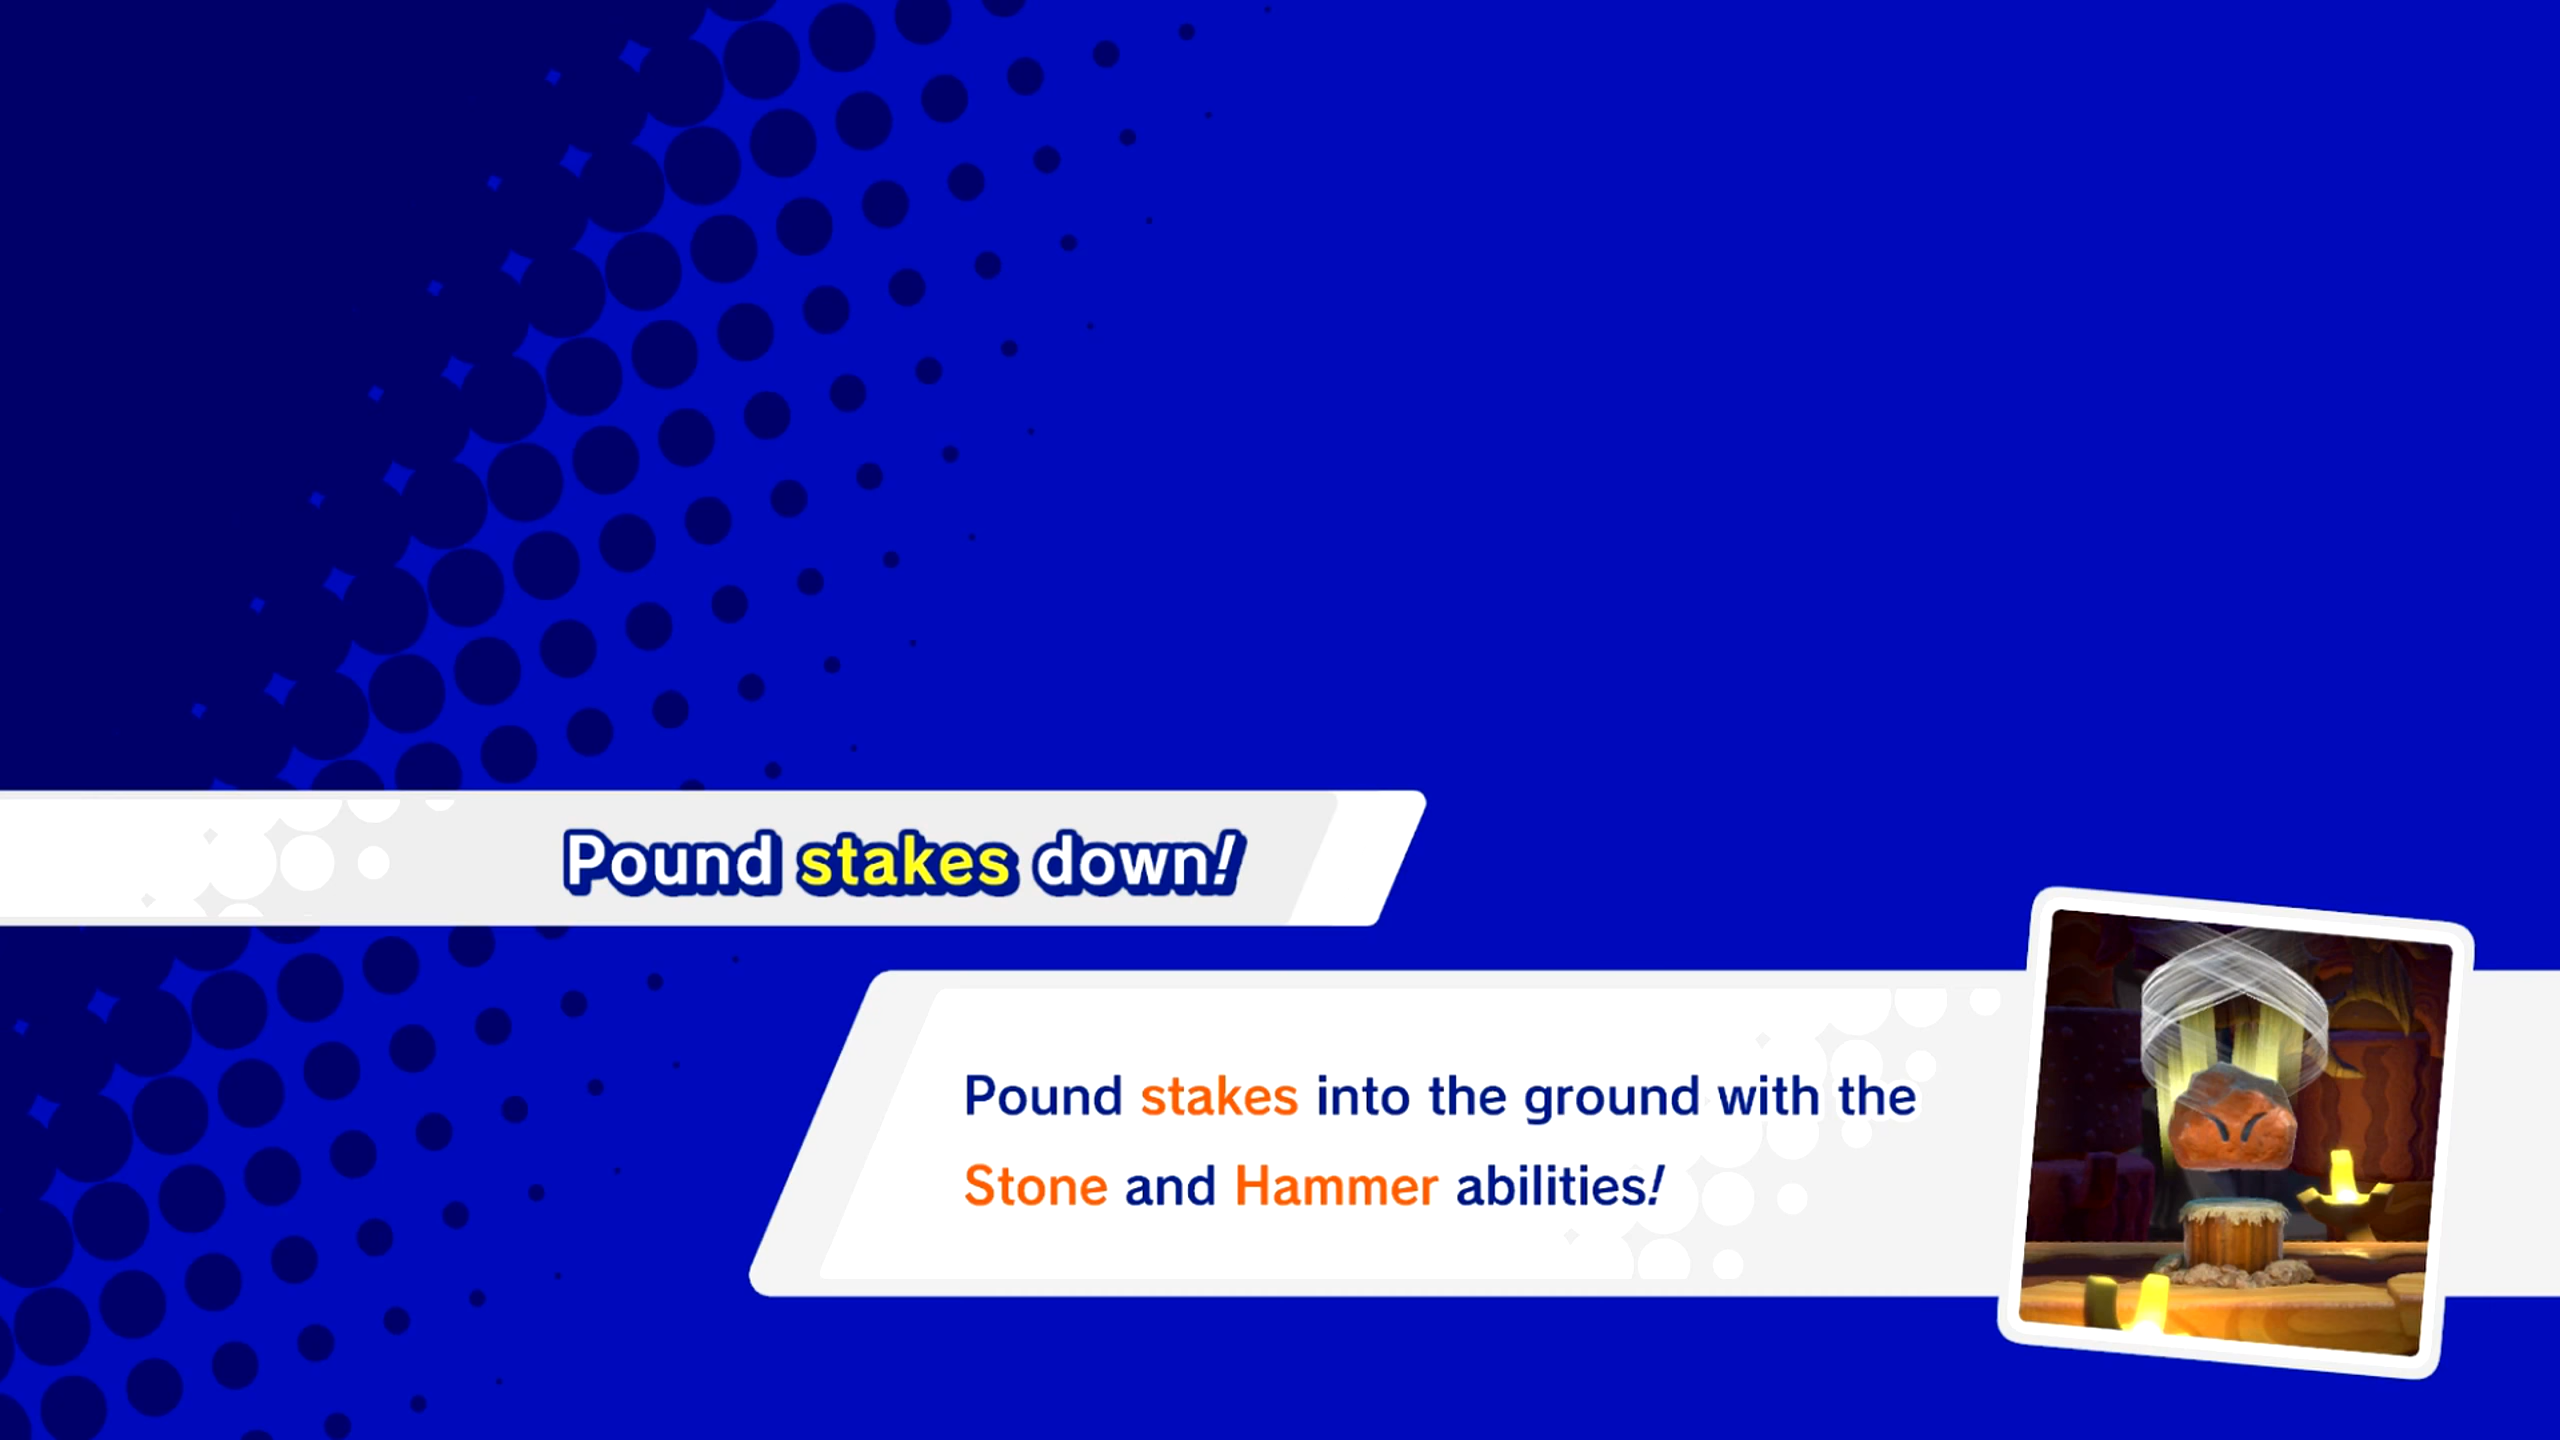 Pound stakes down!
Pound stakes into the ground with the
Stone and Hammer abilities!